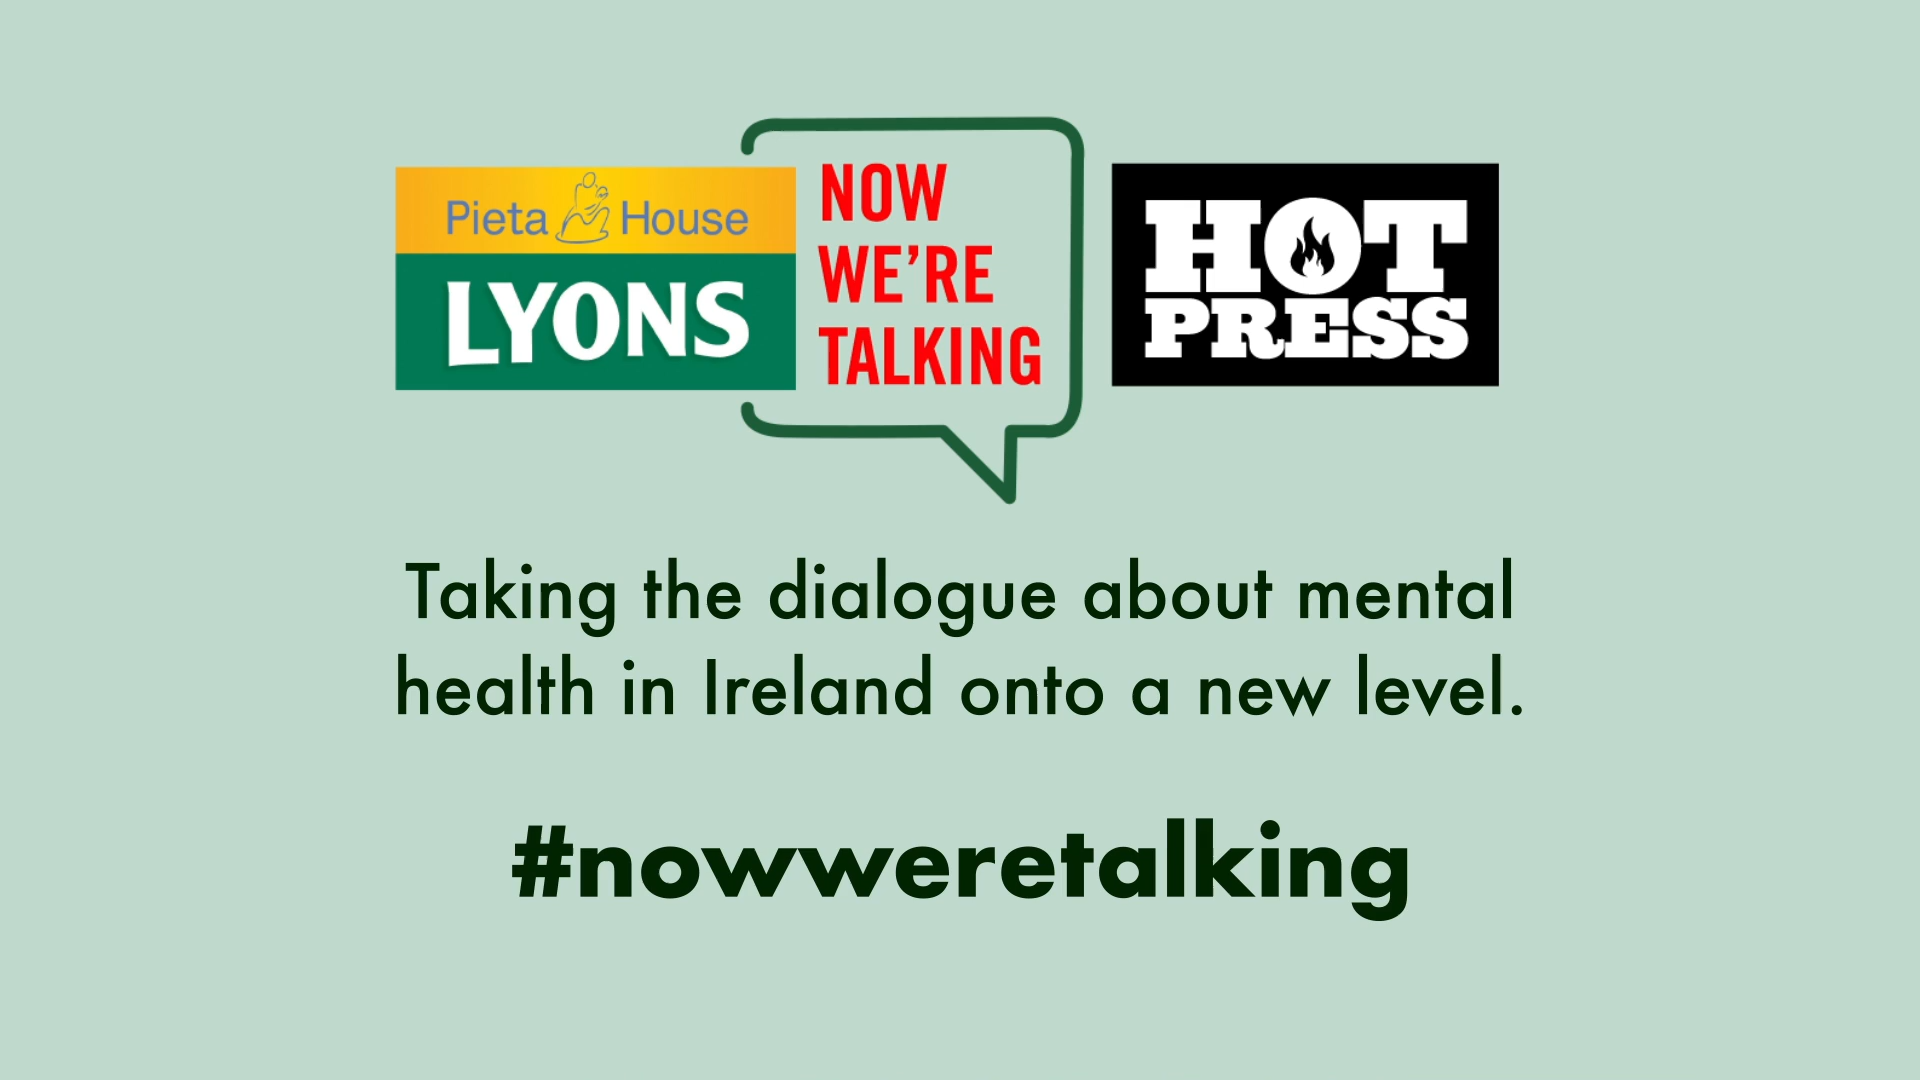 Pieta House
LYONS
NOW
WE'RE
TALKING
HOT
PRESS
Taking the dialogue about mental
health in Ireland onto a new level.
#nowweretalking